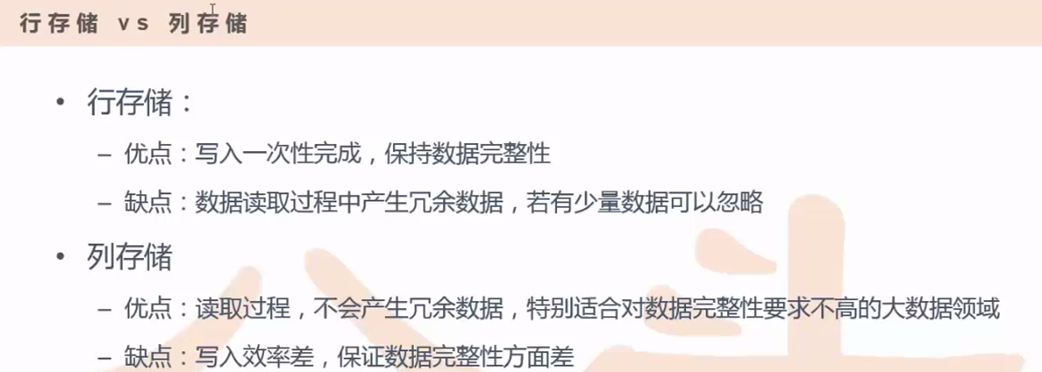 行存储 vs 列存储
• 行存储：
– 优点：写入一次性完成，保持数据完整性
– 缺点：数据读取过程中产生冗余数据，若有少量数据可以忽略
• 列存储
– 优点：读取过程，不会产生冗余数据，特别适合对数据完整性要求不高的大数据领域
– 缺点：写入效率差，保证数据完整性方面差